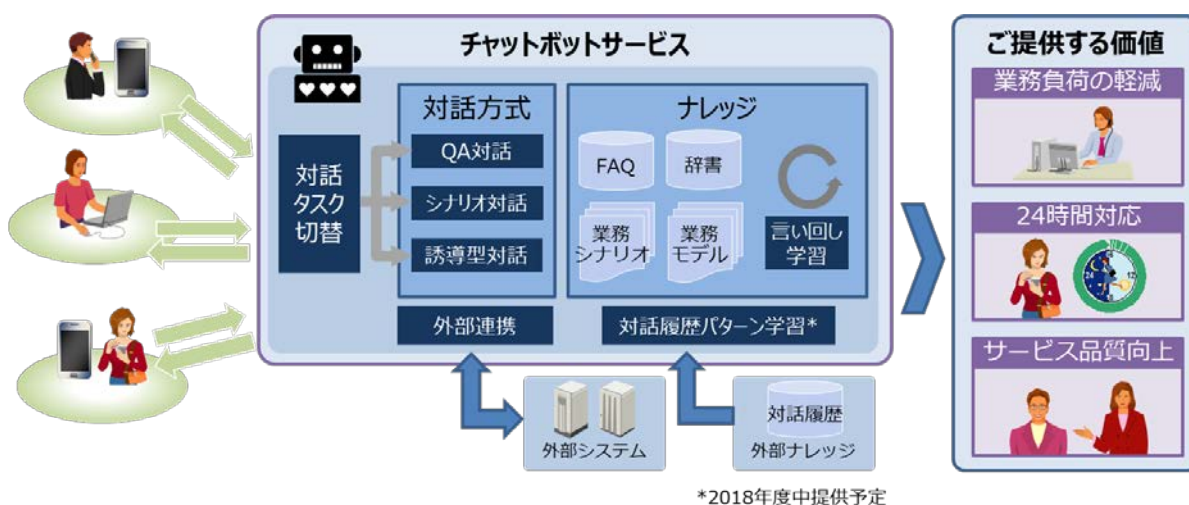 チャットボットサービス
対話
タスク
切替
対話方式
QA対話
シナリオ対話
誘導型対話
ナレッジ
FAQ
辞書
業務
シナリオ
業務
モデル
言い回し
学習
外部連携
対話履歴パターン学習*
外部システム
対話履歴
外部ナレッジ
*2018年度中提供予定
ご提供する価値
業務負荷の軽減
24時間対応
24
12
サービス品質向上